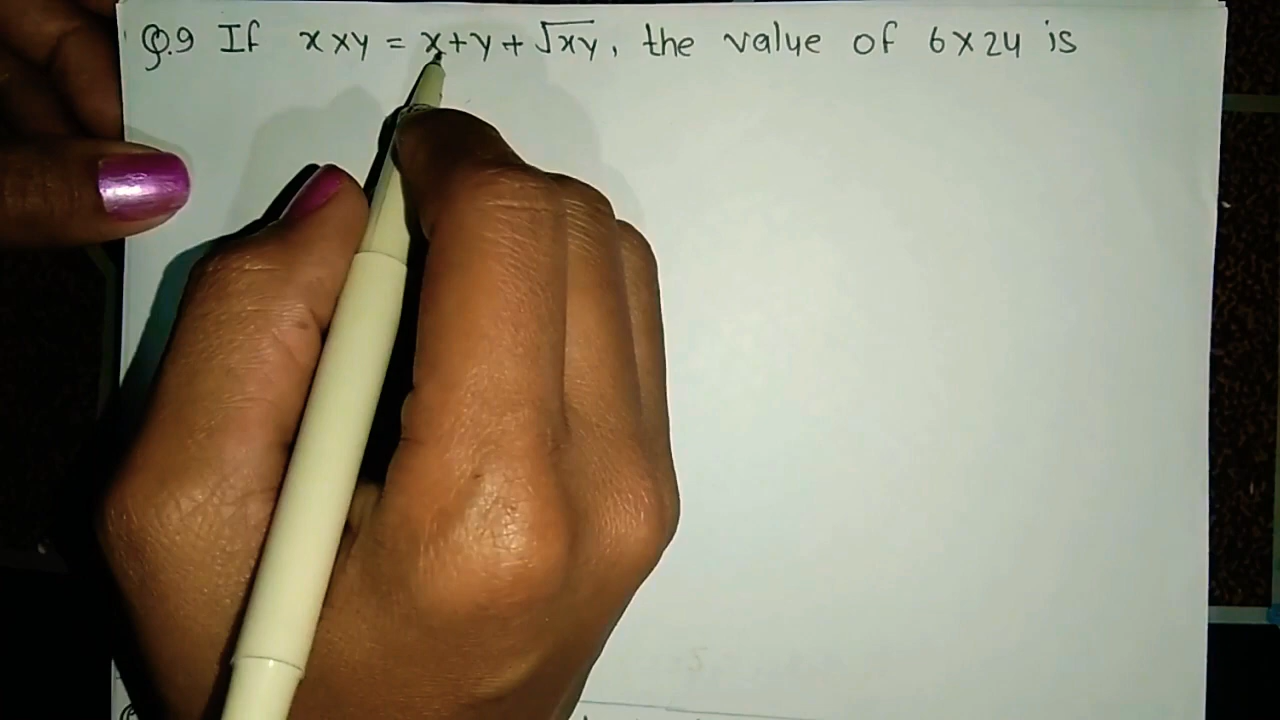 Q.9 If x×y = x+y+√xy, the value of 6×24 is